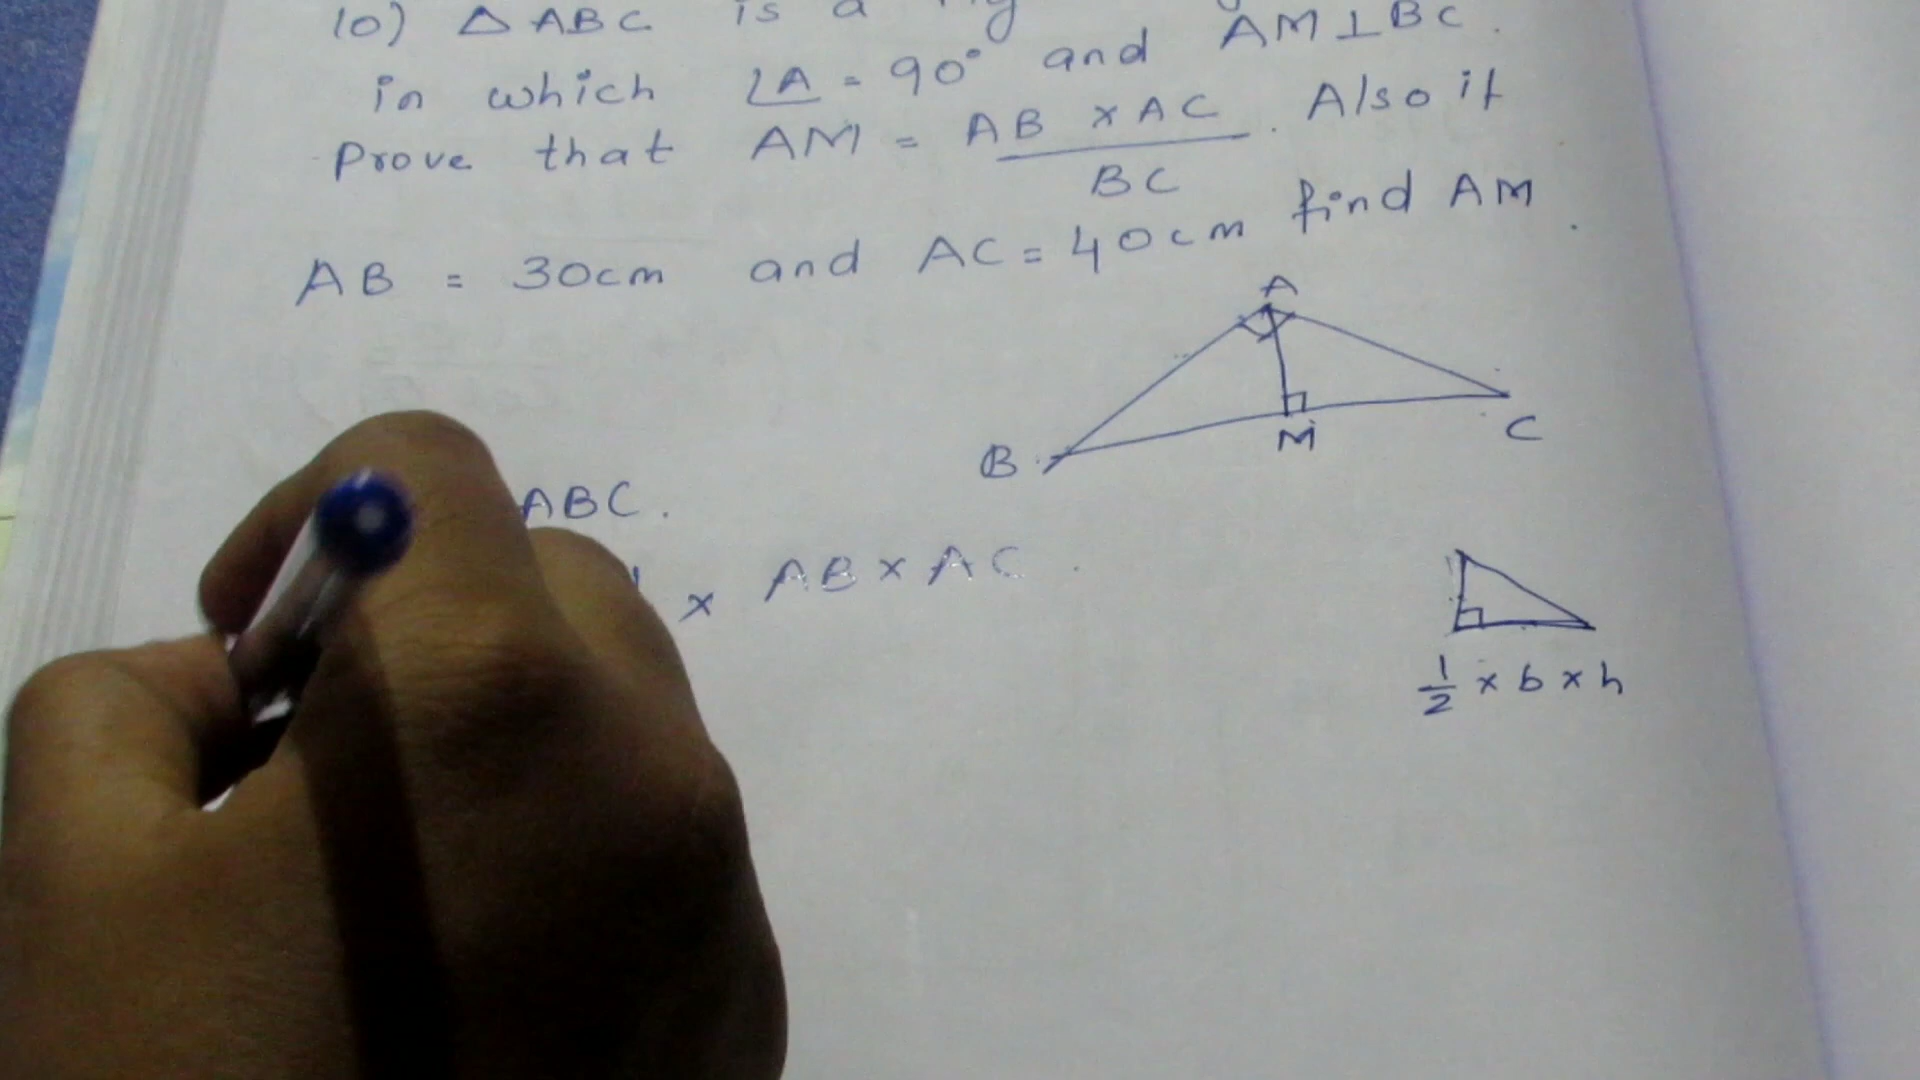 10) △ ABC is a
in which ∠A = 90° and AM ⊥ BC.
Prove that AM = AB × AC / BC. Also if
AB = 30cm and AC = 40cm find AM.
A
B
M
C
ABC.
× AB × AC.
1/2 × b × h